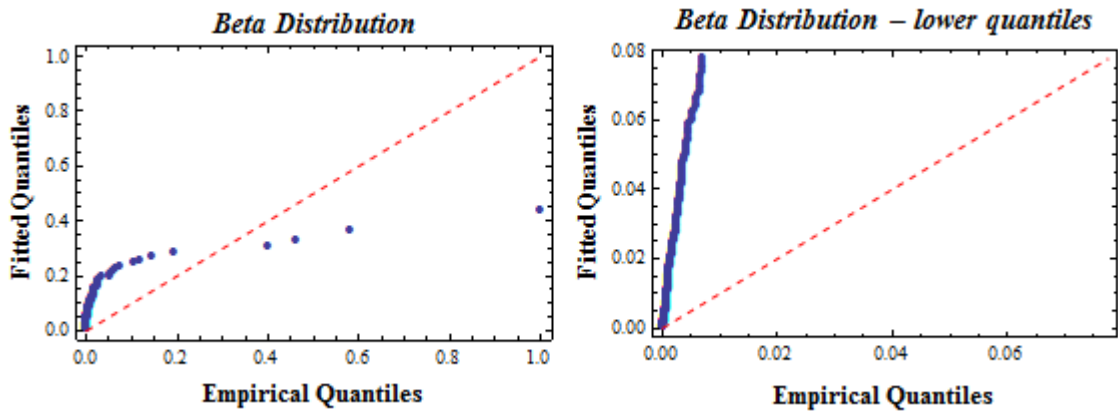 Beta Distribution
1.0
0.8
0.6
0.4
0.2
0.0
Fitted Quantiles
0.0 0.2 0.4 0.6 0.8 1.0
Empirical Quantiles
Beta Distribution – lower quantiles
0.08
0.06
0.04
0.02
0.00
Fitted Quantiles
0.00 0.02 0.04 0.06
Empirical Quantiles